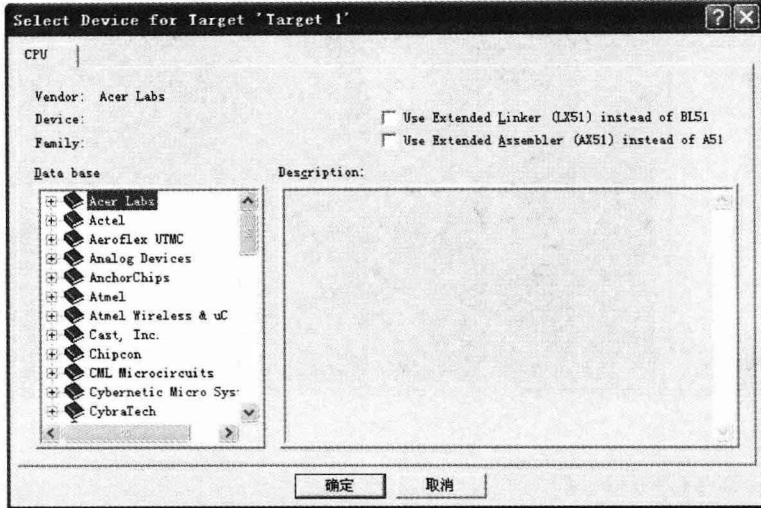 Select Device for Target 'Target 1'
CPU
Vendor: Acer Labs
Device:
Use Extended Linker (LX51) instead of BL51
Family:
Use Extended Assembler (AX51) instead of A51
Data base
Description:
Acer Labs
Actel
Aeroflex UTMC
Analog Devices
AnchorChips
Atmel
Atmel Wireless & uC
Cast, Inc.
Chipcon
CML Microcircuits
Cybernetic Micro Sys
CybraTech
确定
取消